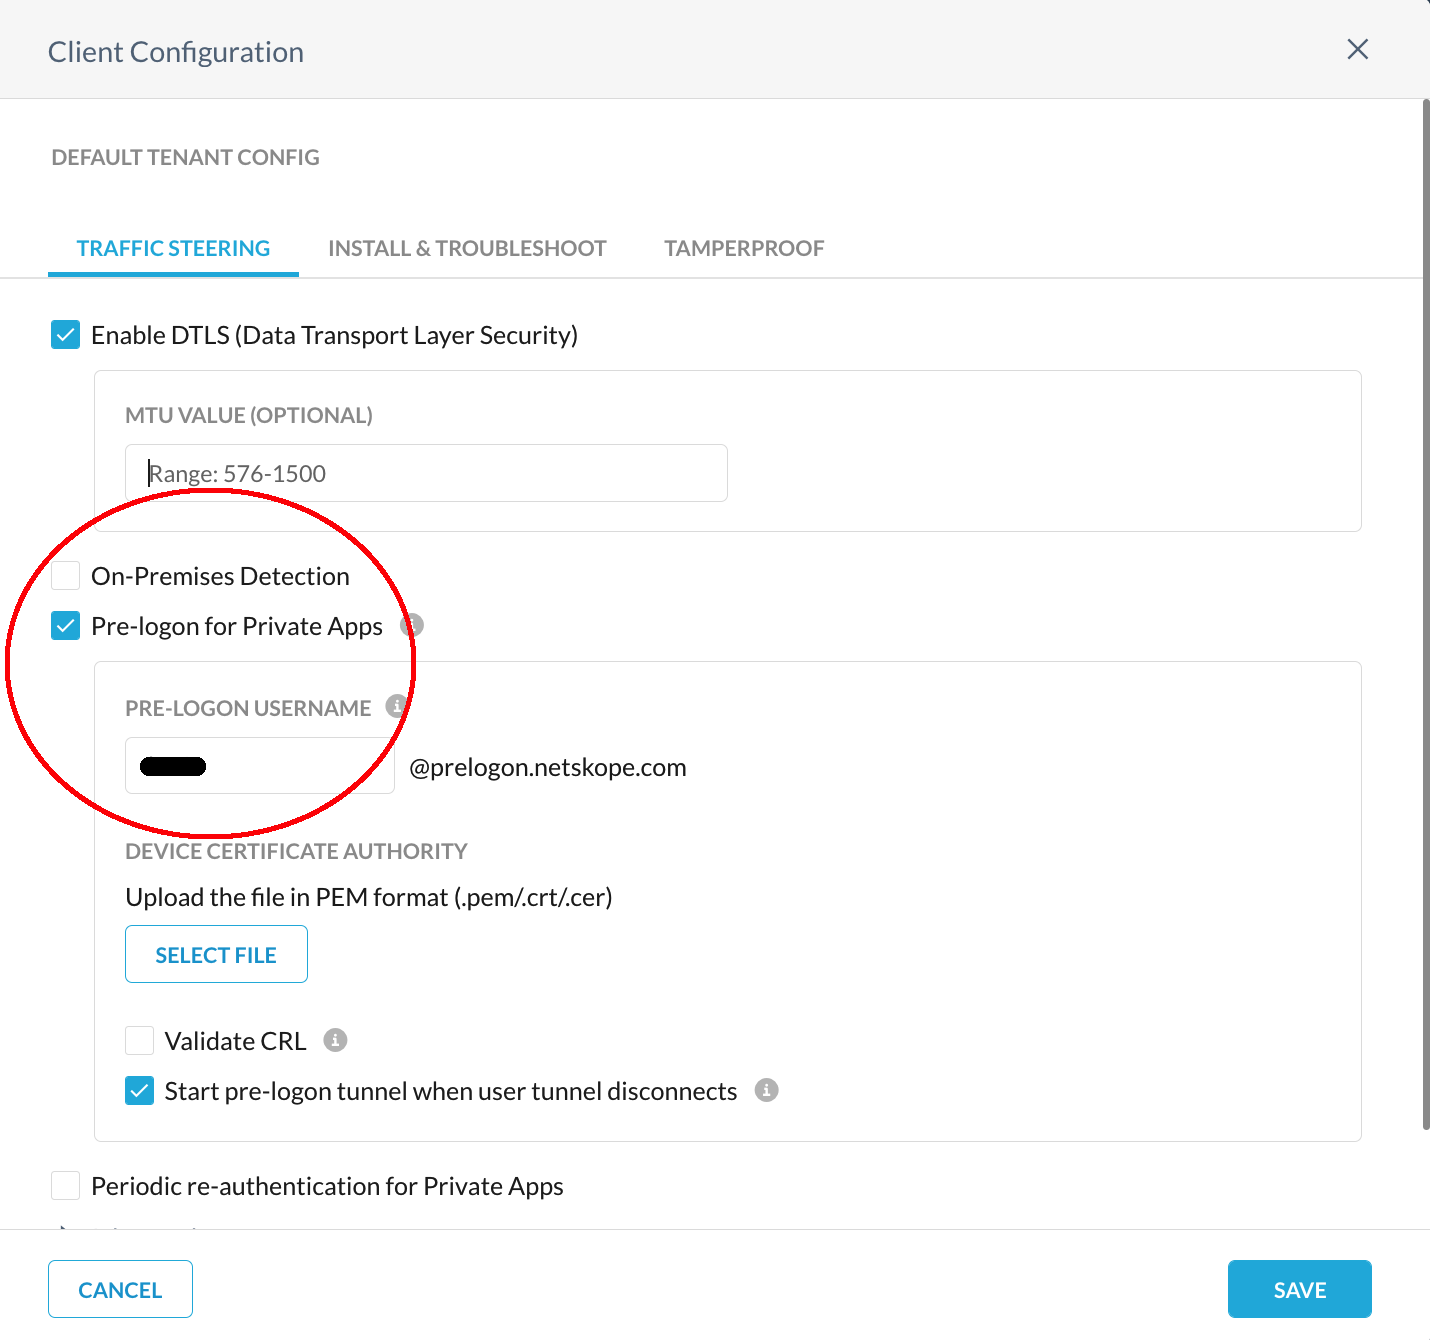 Client Configuration
DEFAULT TENANT CONFIG
TRAFFIC STEERING INSTALL & TROUBLESHOOT TAMPERPROOF
Enable DTLS (Data Transport Layer Security)
MTU VALUE (OPTIONAL)
Range: 576-1500
On-Premises Detection
Pre-logon for Private Apps
PRE-LOGON USERNAME
@prelogon.netskope.com
DEVICE CERTIFICATE AUTHORITY
Upload the file in PEM format (.pem/.crt/.cer)
SELECT FILE
Validate CRL
Start pre-logon tunnel when user tunnel disconnects
Periodic re-authentication for Private Apps
CANCEL SAVE